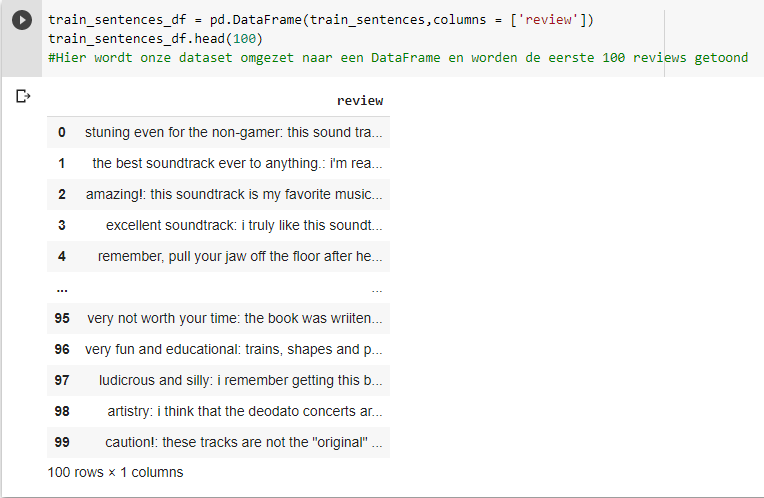 train_sentences_df = pd.DataFrame(train_sentences,columns = ['review'])
train_sentences_df.head(100)
#Hier wordt onze dataset omgezet naar een DataFrame en worden de eerste 100 reviews getoond
review
0 stuning even for the non-gamer: this sound tra...
1 the best soundtrack ever to anything.: i'm rea...
2 amazing!: this soundtrack is my favorite music...
3 excellent soundtrack: i truly like this soundt...
4 remember, pull your jaw off the floor after he...
... ...
95 very not worth your time: the book was wriiten...
96 very fun and educational: trains, shapes and p...
97 ludicrous and silly: i remember getting this b...
98 artistry: i think that the deodato concerts ar...
99 caution!: these tracks are not the "original" ...
100 rows × 1 columns